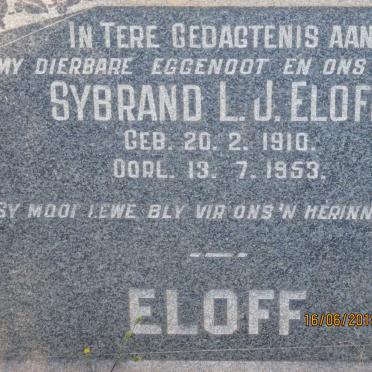 IN TERE GEDAGTENIS AAN
MY DIERBARE EGGENOOT EN ONS
SYBRAND L. J. ELOFF
GEB. 20. 2. 1910.
OORL. 13. 7. 1953.
SY MOOI LEWE BLY VIR ONS 'N HERINN
ELOFF
16/06/201